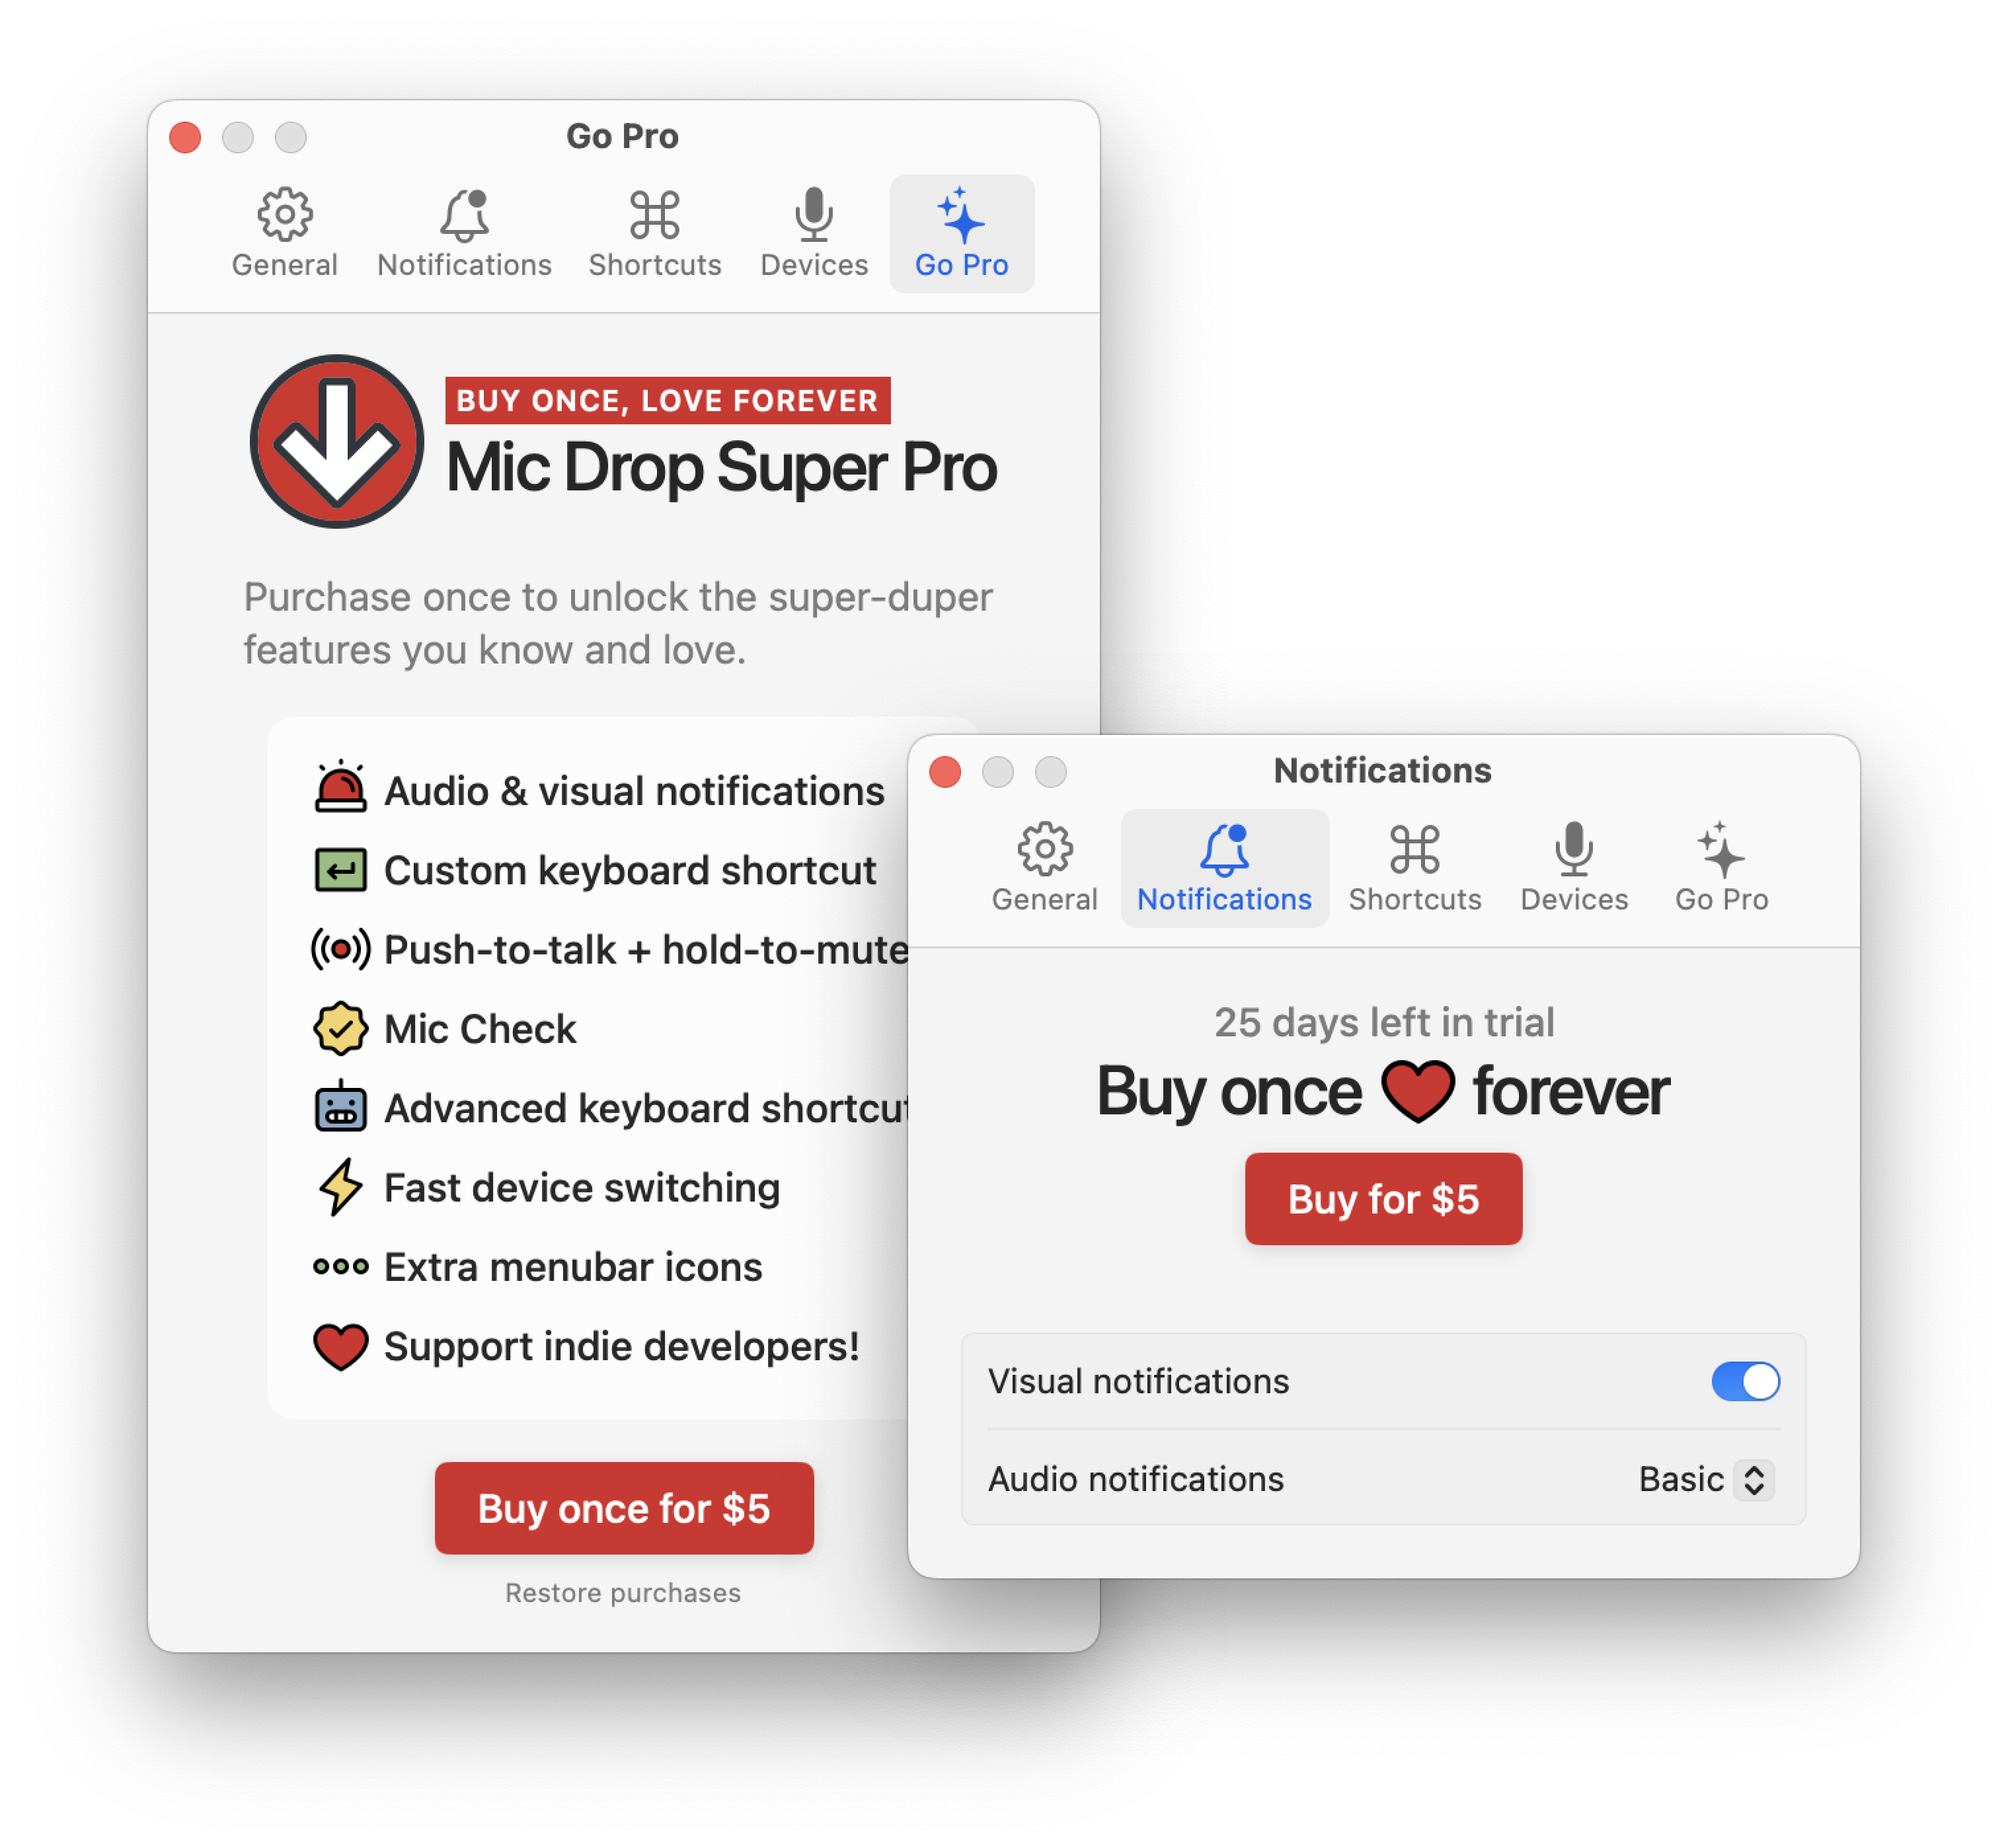 Go Pro
General Notifications Shortcuts Devices Go Pro
BUY ONCE, LOVE FOREVER
Mic Drop Super Pro
Purchase once to unlock the super-duper
features you know and love.
Audio & visual notifications
Custom keyboard shortcut
Push-to-talk + hold-to-mute
Mic Check
Advanced keyboard
Fast device switching
Extra menubar icons
Support indie developers!
Buy once for $5
Restore purchases
Notifications
General Notifications Shortcuts Devices Go Pro
25 days left in trial
Buy once forever
Buy for $5
Visual notifications
Audio notifications Basic